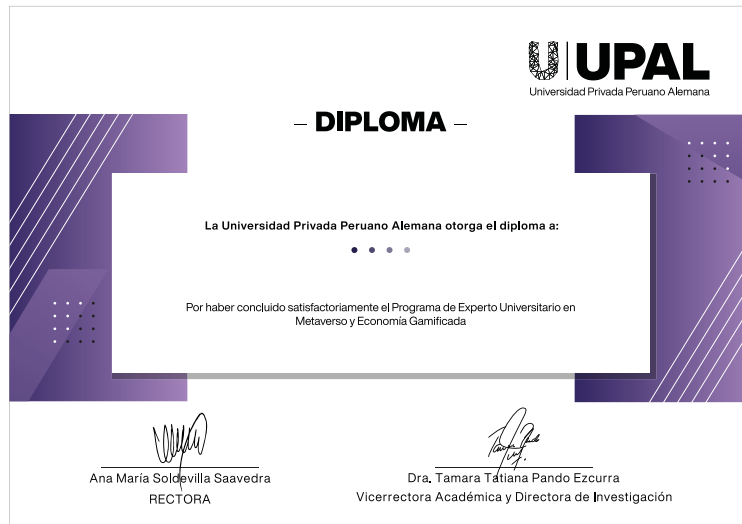 UPAL
Universidad Privada Peruano Alemana
– DIPLOMA –
La Universidad Privada Peruano Alemana otorga el diploma a:
Por haber concluido satisfactoriamente el Programa de Experto Universitario en
Metaverso y Economía Gamificada
Ana María Soldevilla Saavedra
RECTORA
Dra. Tamara Tatiana Pando Ezcurra
Vicerrectora Académica y Directora de Investigación